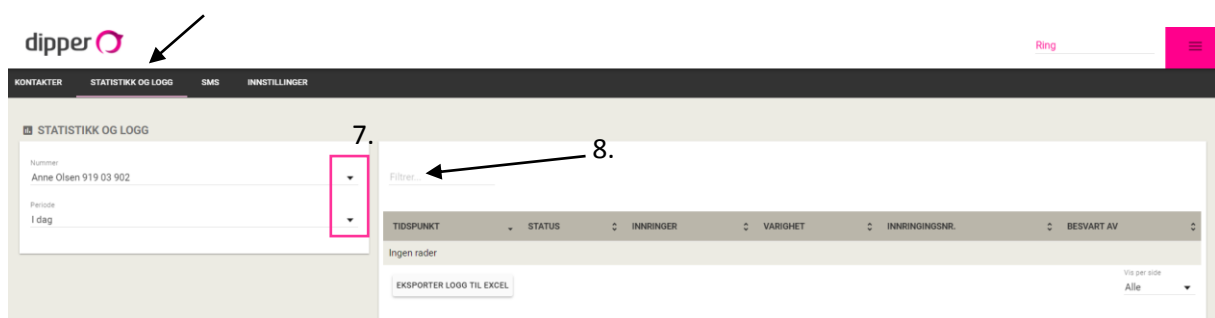 dipper
Ring
KONTAKTER STATISTIKK OG LOGG SMS INNSTILLINGER
STATISTIKK OG LOGG
7.
8.
Nummer
Anne Olsen 919 03 902
Periode
I dag
Filtrer...
TIDSPUNKT STATUS INNRINGER VARIGHET INNRINGINGSNR. BESVART AV
Ingen rader
EKSPORTER LOGG TIL EXCEL
Vis per side
Alle